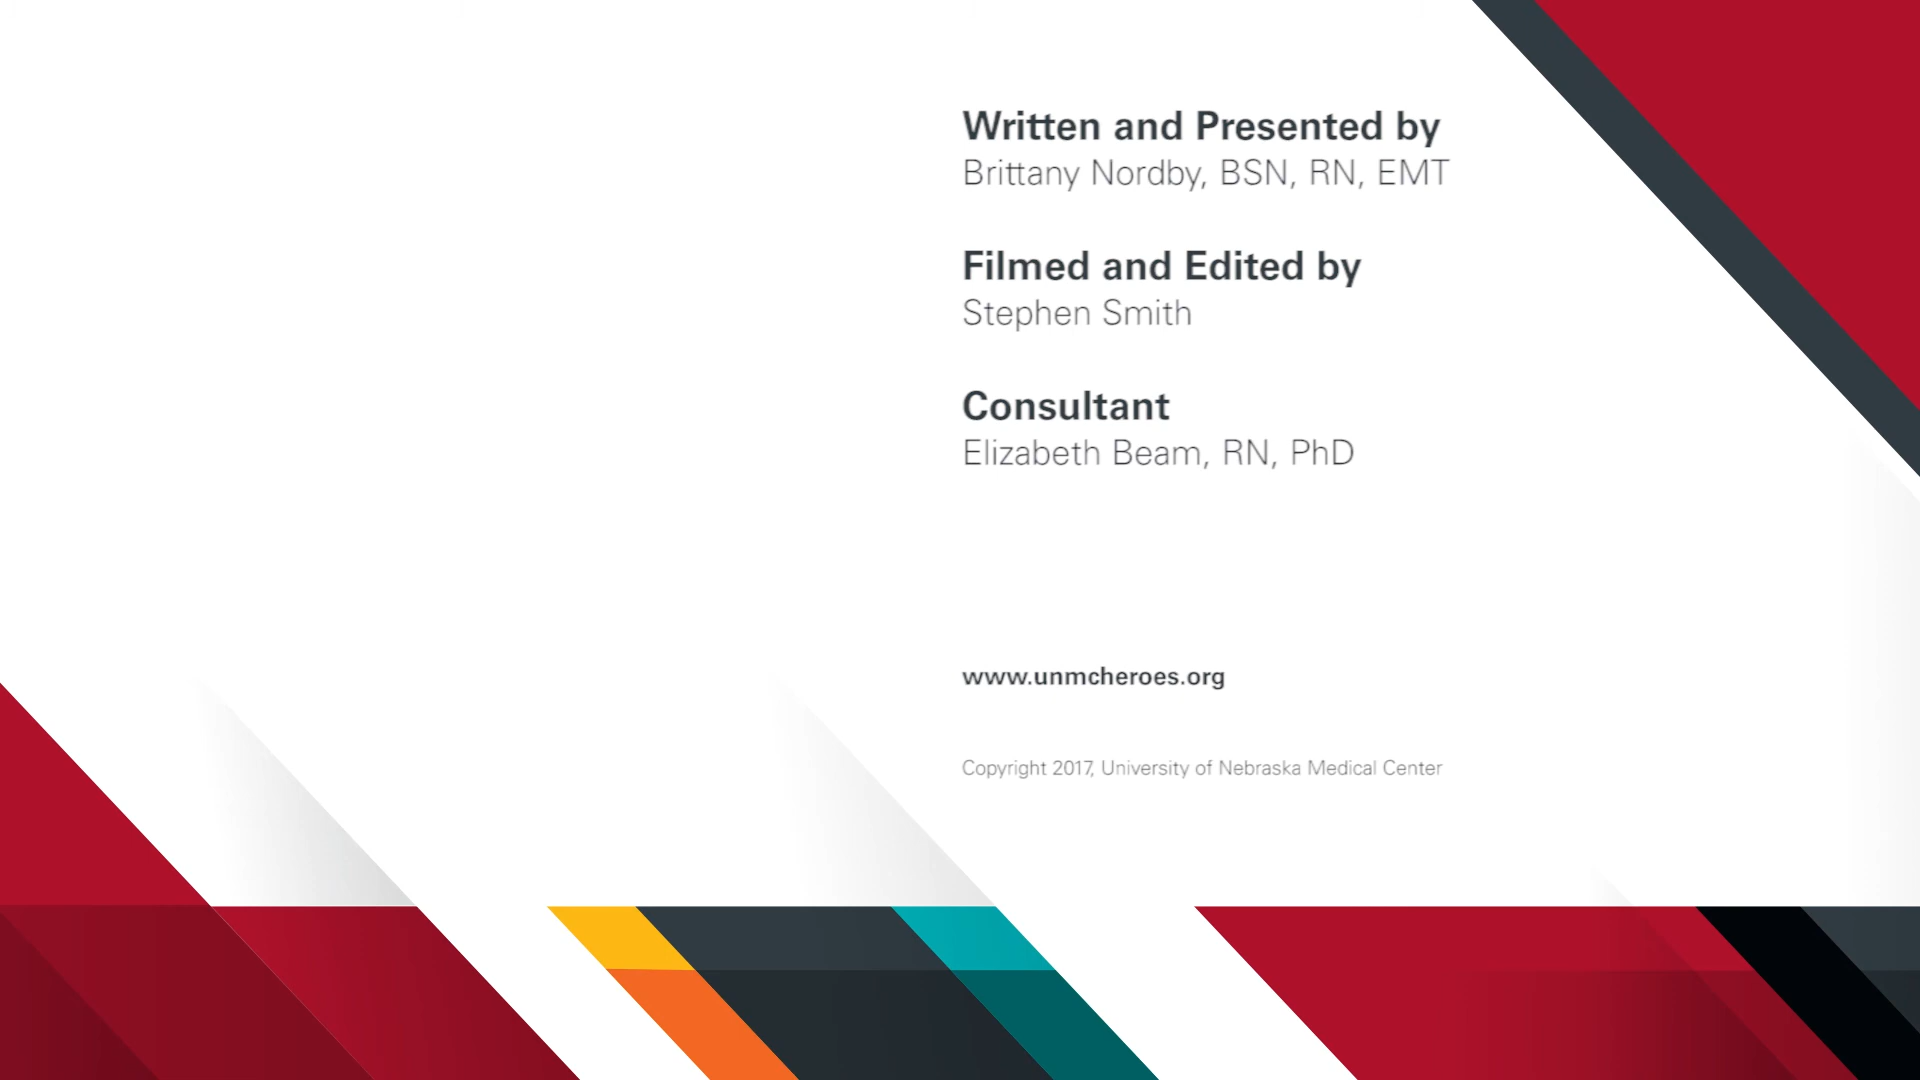 Written and Presented by
Brittany Nordby, BSN, RN, EMT
Filmed and Edited by
Stephen Smith
Consultant
Elizabeth Beam, RN, PhD
www.unmcheroes.org
Copyright 2017, University of Nebraska Medical Center